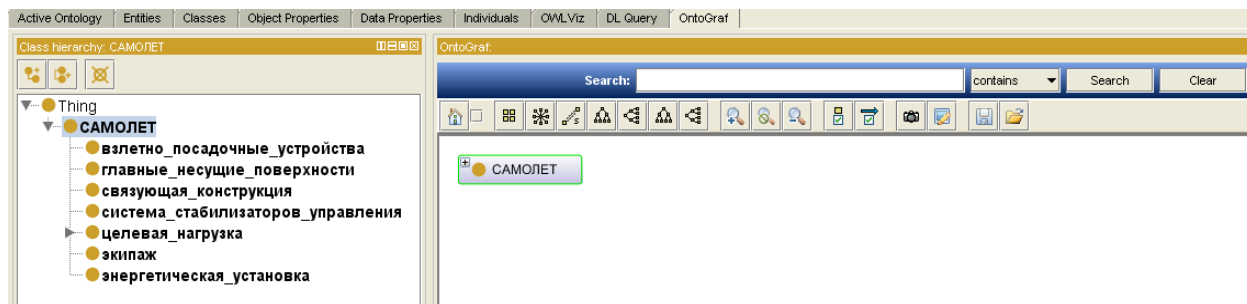 Active Ontology Entities Classes Object Properties Data Properties Individuals OWLViz DL Query OntoGraf
Class hierarchy: САМОЛЕТ
OntoGraf:
Search: contains Search Clear
Thing
САМОЛЕТ
взлетно_посадочные_устройства
главные_несущие_поверхности
связующая_конструкция
система_стабилизаторов_управления
целевая_нагрузка
экипаж
энергетическая_установка
САМОЛЕТ